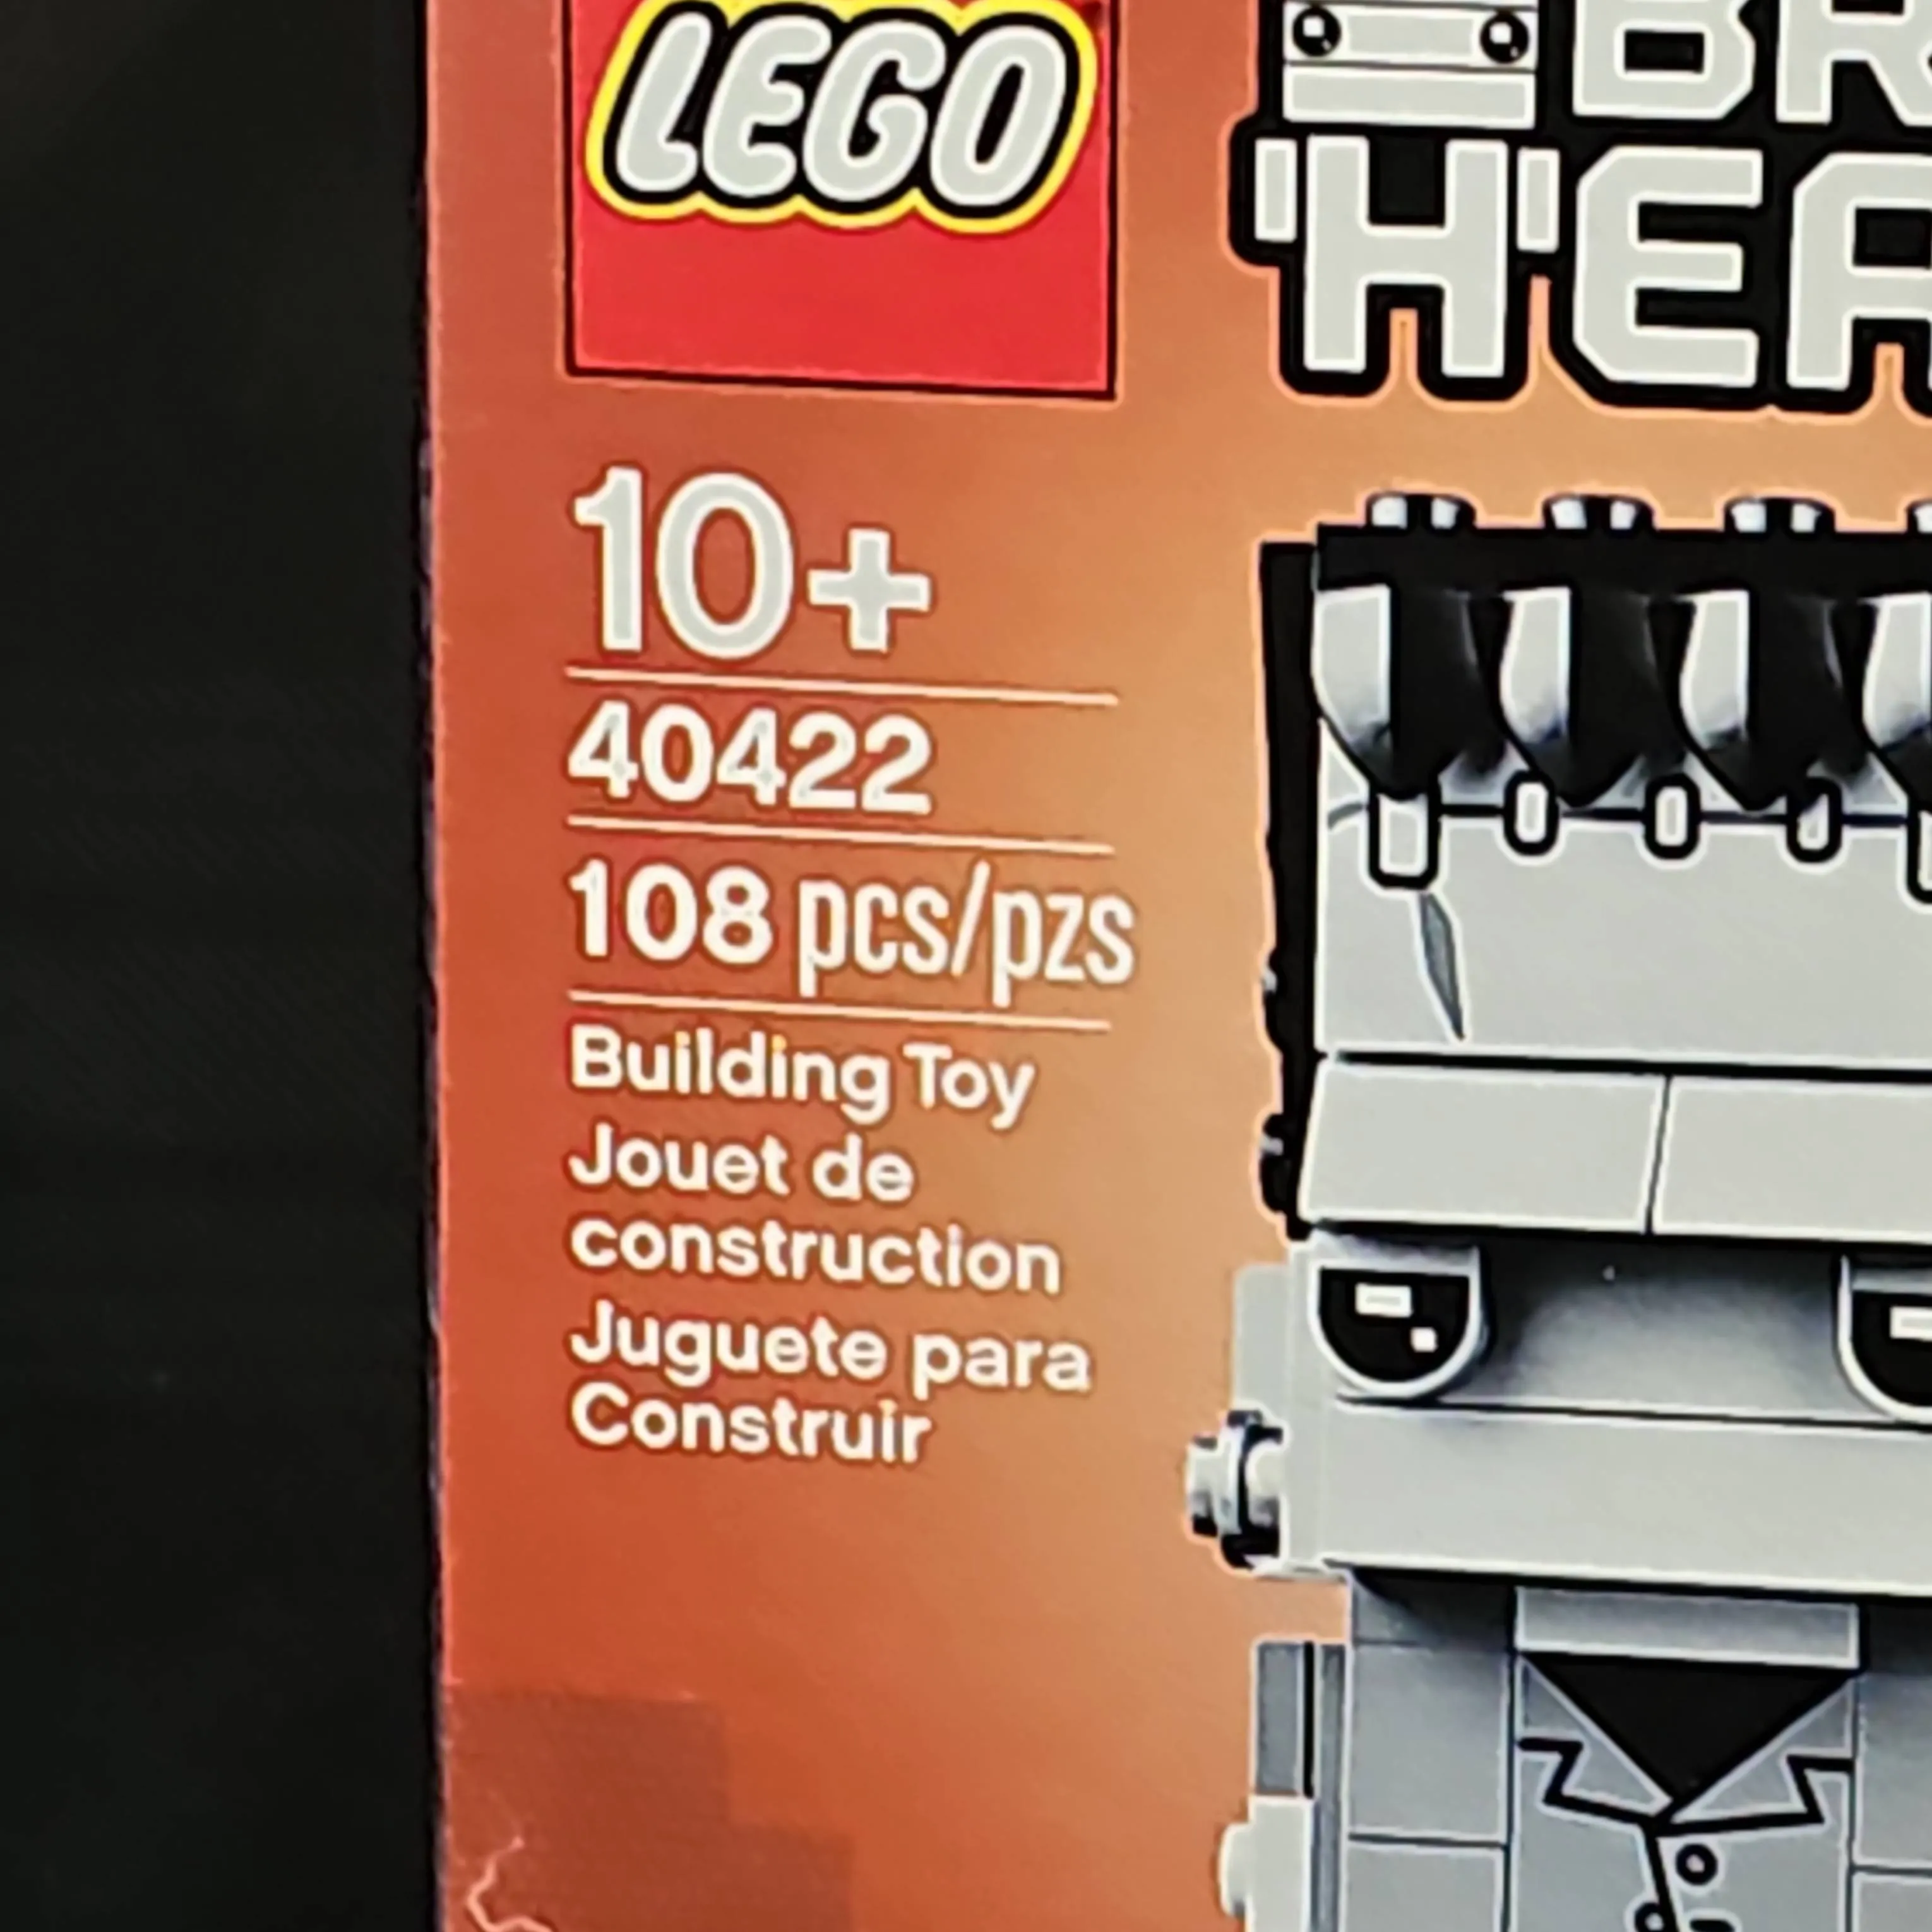 LEGO
BR
HEA
10+
40422
108 pcs/pzs
Building Toy
Jouet de
construction
Juguete para
Construir